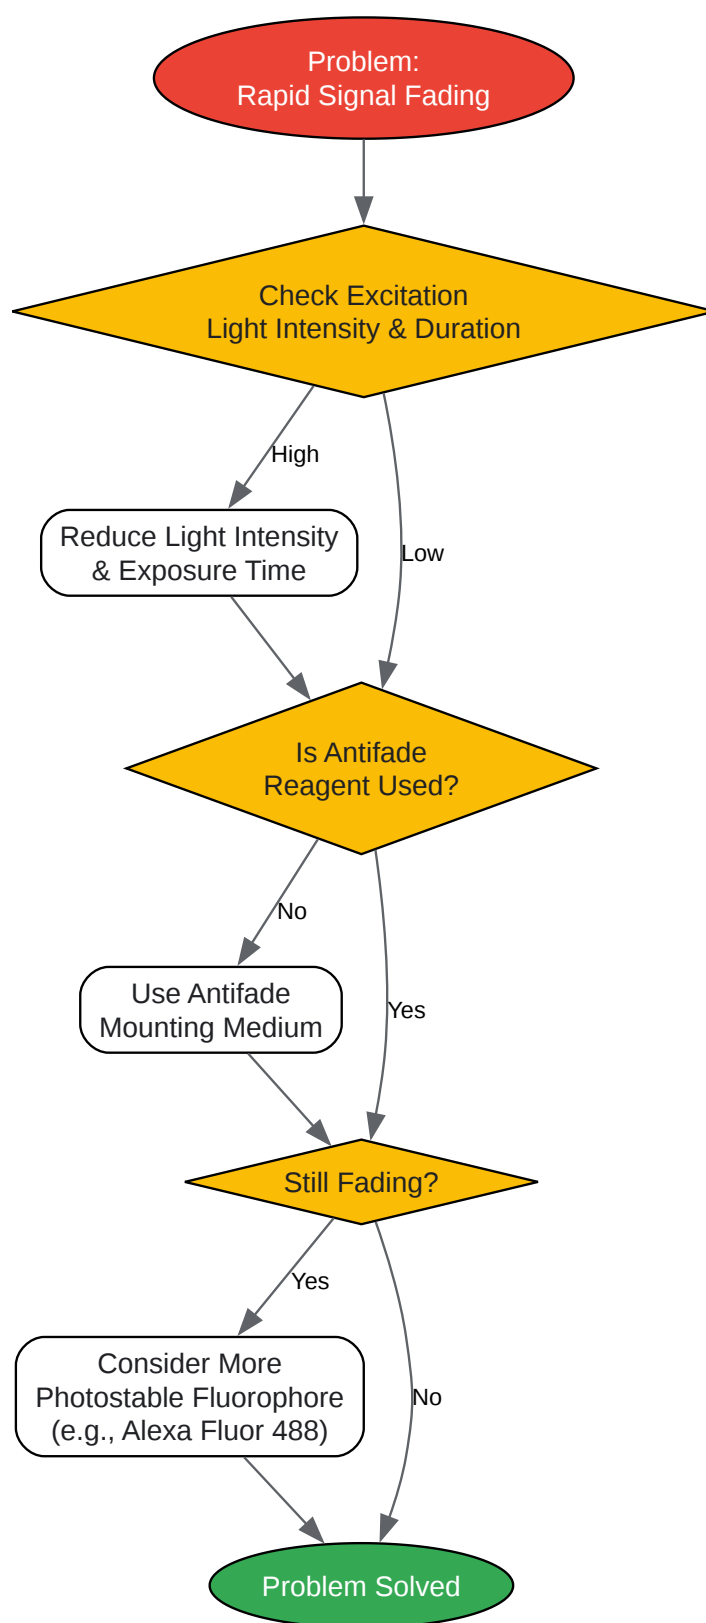 Problem:
Rapid Signal Fading
Check Excitation
Light Intensity & Duration
High
Reduce Light Intensity
& Exposure Time
Low
Is Antifade
Reagent Used?
No
Use Antifade
Mounting Medium
Yes
Still Fading?
Yes
Consider More
Photostable Fluorophore
(e.g., Alexa Fluor 488)
No
Problem Solved